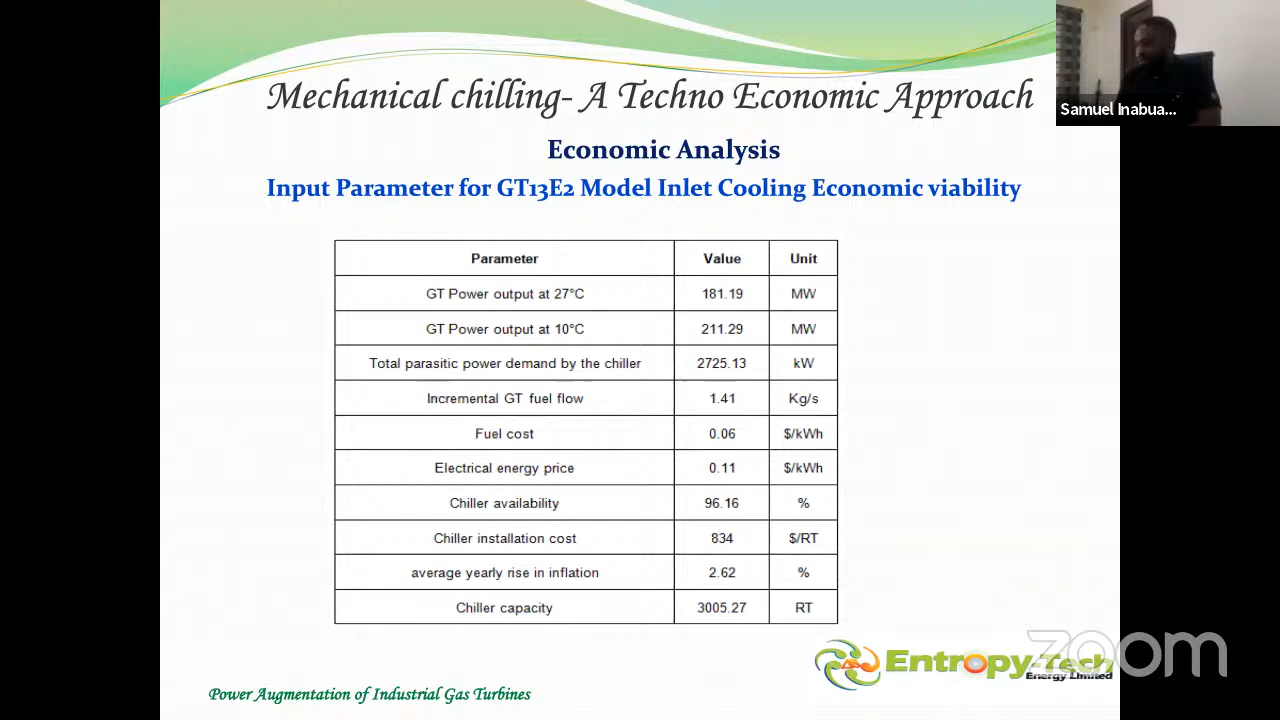 Mechanical chilling- A Techno Economic Approach
Samuel Inabua...
Economic Analysis
Input Parameter for GT13E2 Model Inlet Cooling Economic viability
Parameter Value Unit
GT Power output at 27°C 181.19 MW
GT Power output at 10°C 211.29 MW
Total parasitic power demand by the chiller 2725.13 kW
Incremental GT fuel flow 1.41 Kg/s
Fuel cost 0.06 $/kWh
Electrical energy price 0.11 $/kWh
Chiller availability 96.16 %
Chiller installation cost 834 $/RT
average yearly rise in inflation 2.62 %
Chiller capacity 3005.27 RT
zoom
Entropy-Tech
Energy Limited
Power Augmentation of Industrial Gas Turbines